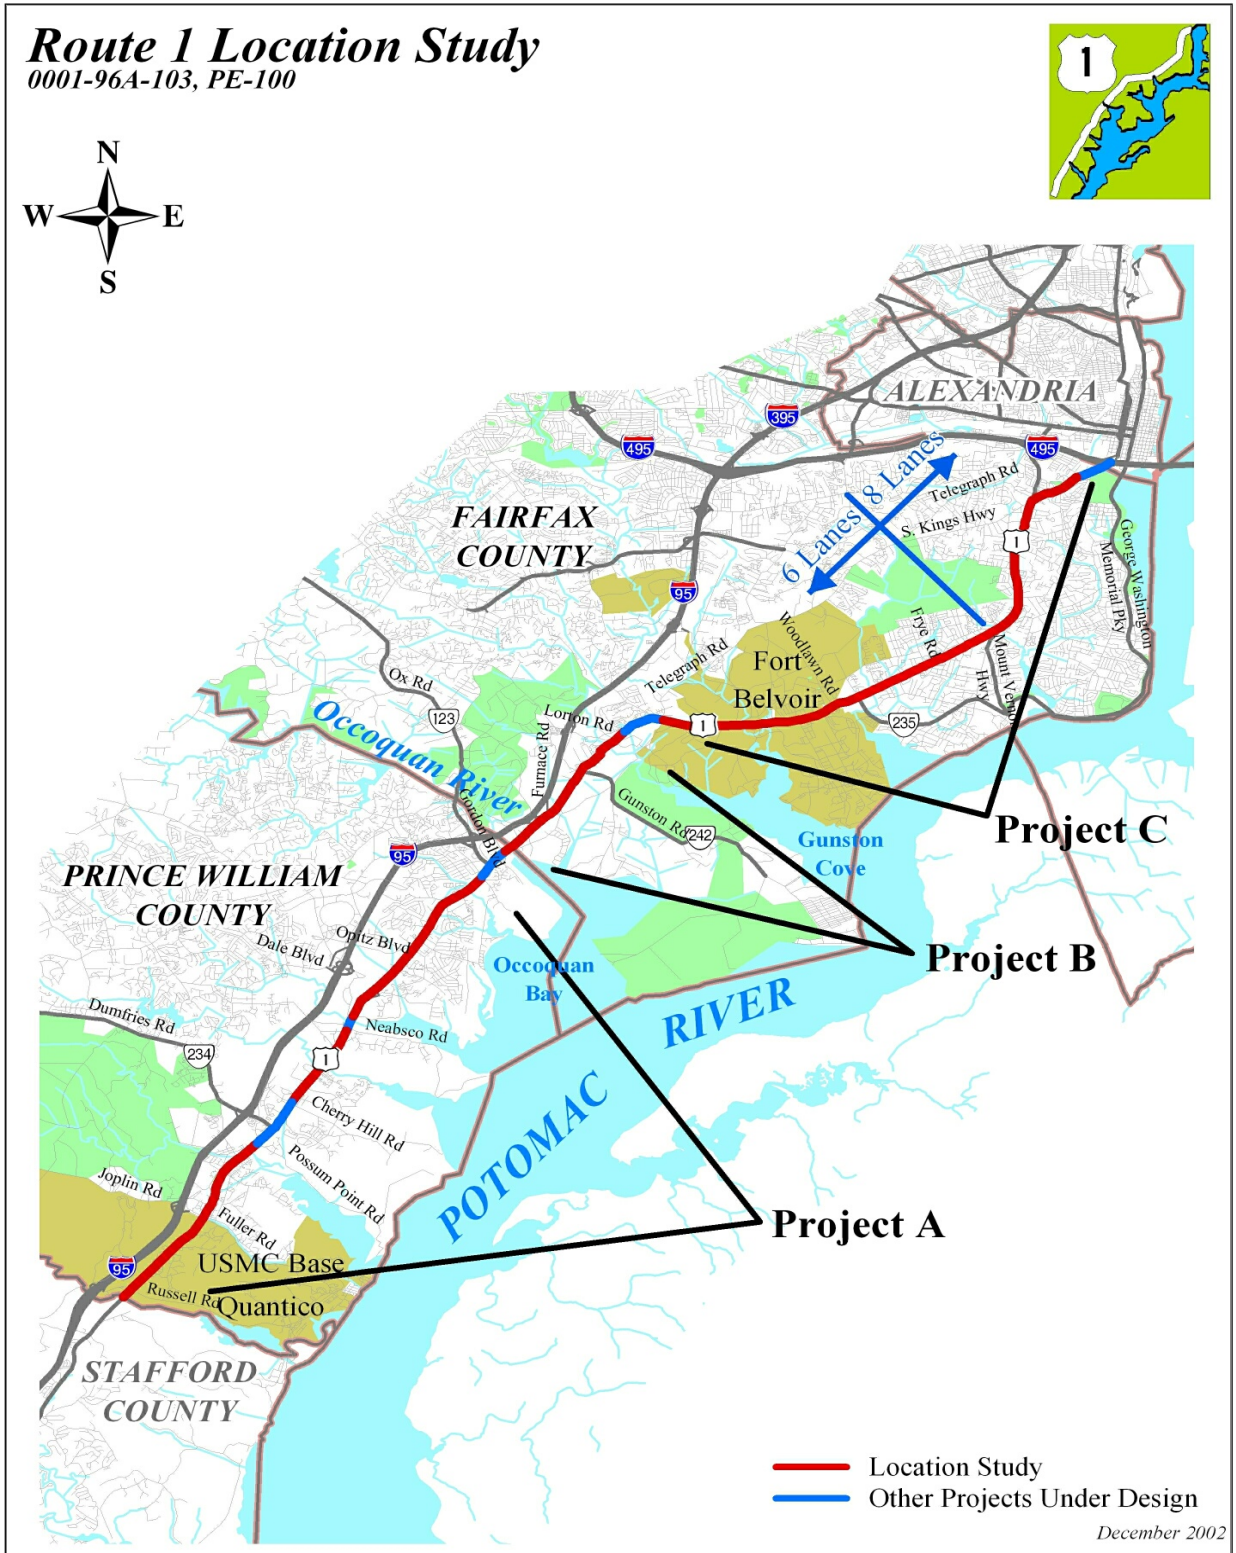 Route 1 Location Study
0001-96A-103, PE-100
1
N
W
E
S
ALEXANDRIA
395
495
495
8 Lanes
6 Lanes
Telegraph Rd
S. Kings Hwy
FAIRFAX
COUNTY
1
George Washington
Memorial Pky
95
Woodlawn Rd
Frye Rd
Fort
Belvoir
Telegraph Rd
Mount Vernon
Hwy
Ox Rd
123
Occoquan River
Lorton Rd
1
235
Furnace Rd
Gordon Blvd
Gunston Rd
242
Gunston
Cove
Project C
95
PRINCE WILLIAM
COUNTY
Opitz Blvd
Dale Blvd
Occoquan
Bay
Project B
Dumfries Rd
234
Neabsco Rd
1
POTOMAC
RIVER
Cherry Hill Rd
Possum Point Rd
Joplin Rd
Fuller Rd
Project A
95
USMC Base
Quantico
Russell Rd
STAFFORD
COUNTY
Location Study
Other Projects Under Design
December 2002